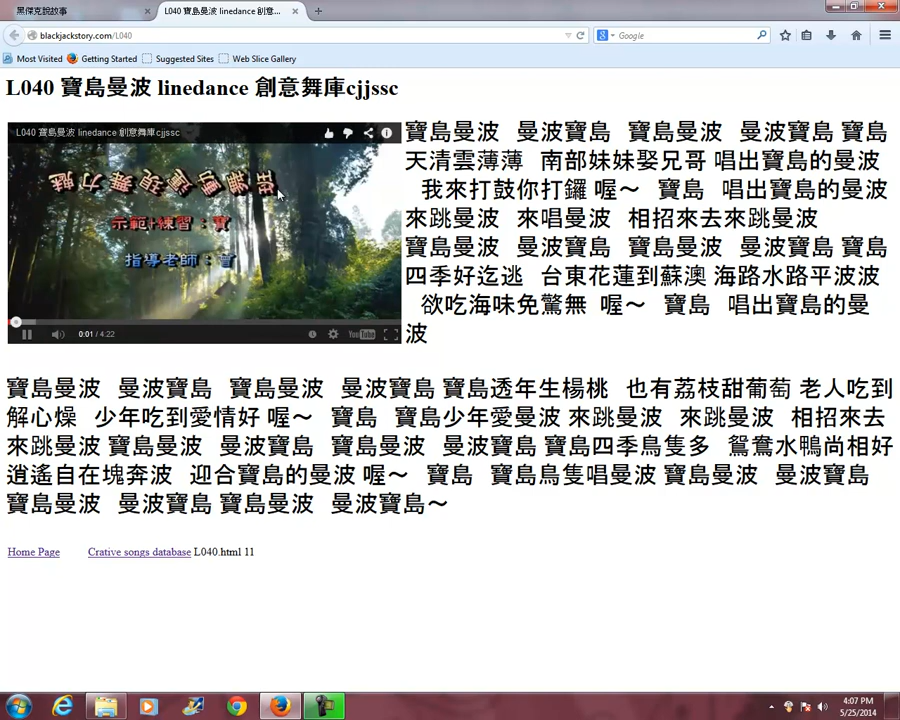 黑傑克說故事
L040 寶島曼波 linedance 創意...
blackjackstory.com/L040
Google
Most Visited
Getting Started
Suggested Sites
Web Slice Gallery
L040 寶島曼波 linedance 創意舞庫cjjssc
L040 寶島曼波 linedance 創意舞庫cjjssc
魅力舞現運動舞班
示範+練習：寶
指導老師：
0:01 / 4:22
YouTube
寶島曼波 曼波寶島 寶島曼波 曼波寶島 寶島
天清雲薄薄 南部妹妹娶兄哥 唱出寶島的曼波
我來打鼓你打鑼 喔～ 寶島 唱出寶島的曼波
來跳曼波 來唱曼波 相招來去來跳曼波
寶島曼波 曼波寶島 寶島曼波 曼波寶島 寶島
四季好迄逃 台東花蓮到蘇澳 海路水路平波波
欲吃海味免驚無 喔～ 寶島 唱出寶島的曼
波
寶島曼波 曼波寶島 寶島曼波 曼波寶島 寶島透年生楊桃 也有荔枝甜葡萄 老人吃到
解心燥 少年吃到愛情好 喔～ 寶島 寶島少年愛曼波 來跳曼波 來跳曼波 相招來去
來跳曼波 寶島曼波 曼波寶島 寶島曼波 曼波寶島 寶島四季鳥隻多 鴛鴦水鴨尚相好
逍遙自在塊奔波 迎合寶島的曼波 喔～ 寶島 寶島鳥隻唱曼波 寶島曼波 曼波寶島
寶島曼波 曼波寶島 寶島曼波 曼波寶島～
Home Page
Crative songs database L040.html 11
4:07 PM
5/25/2014